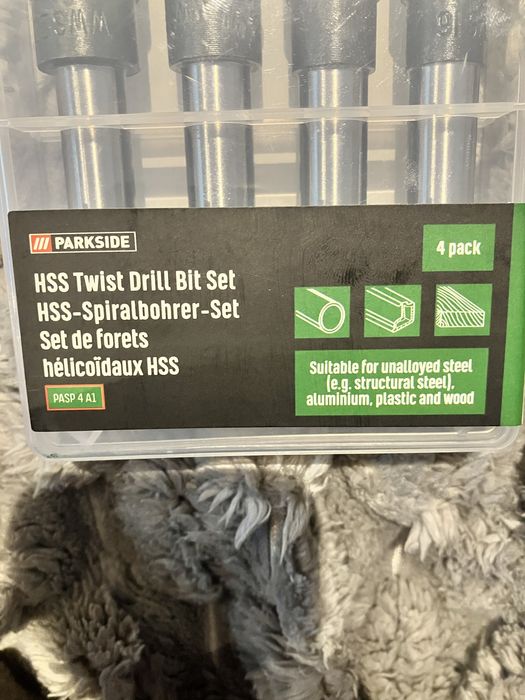 PARKSIDE
4 pack
HSS Twist Drill Bit Set
HSS-Spiralbohrer-Set
Set de forets
hélicoïdaux HSS
PASP 4 A1
Suitable for unalloyed steel
(e.g. structural steel),
aluminium, plastic and wood